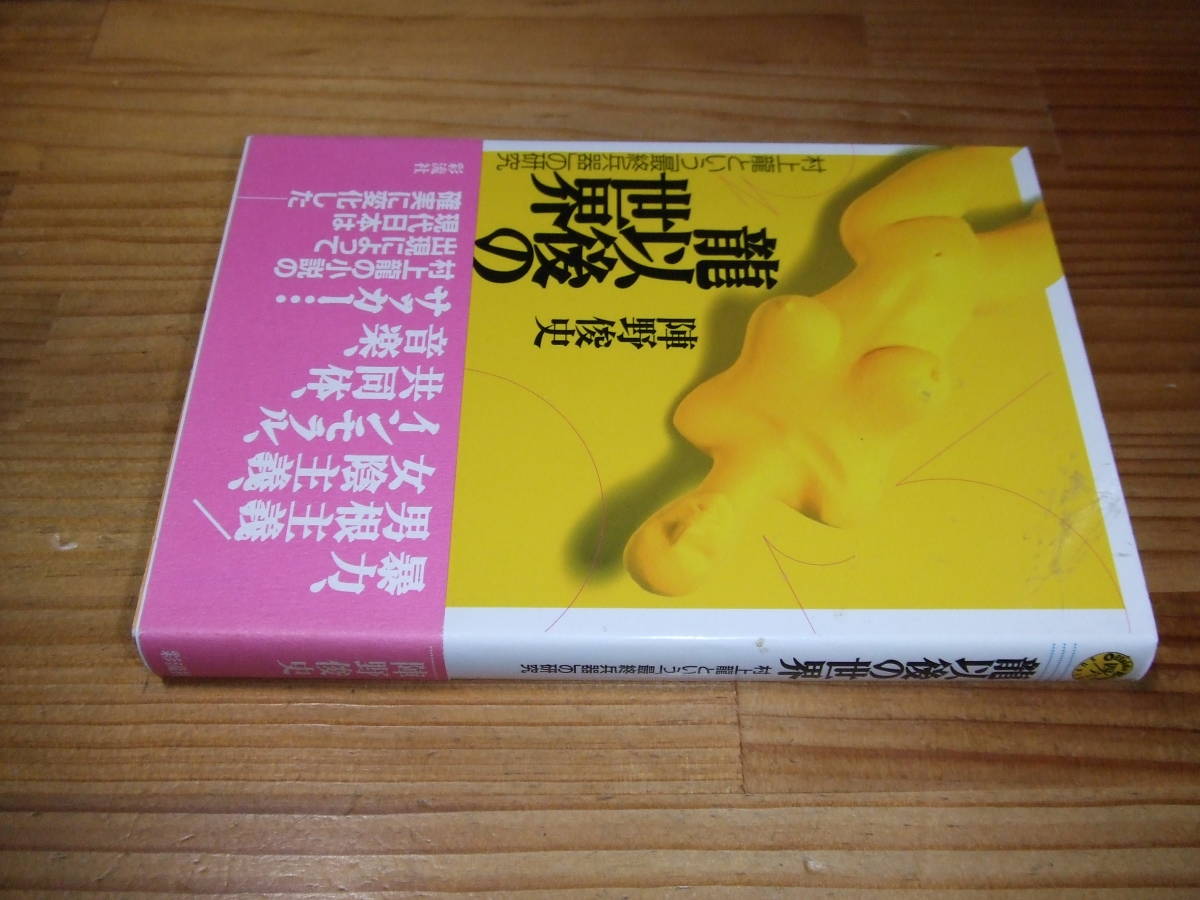 村上龍という「最終兵器」の研究
龍以後の
世界
陣野俊史
暴力、
男根主義/
女陰主義、
インモラル、
共同体、
音楽、
サッカー…
村上龍の小説の
出現によって
現代日本は
確実に変化した
彩流社
龍以後の世界
村上龍という「最終兵器」の研究
陣野俊史
彩流社